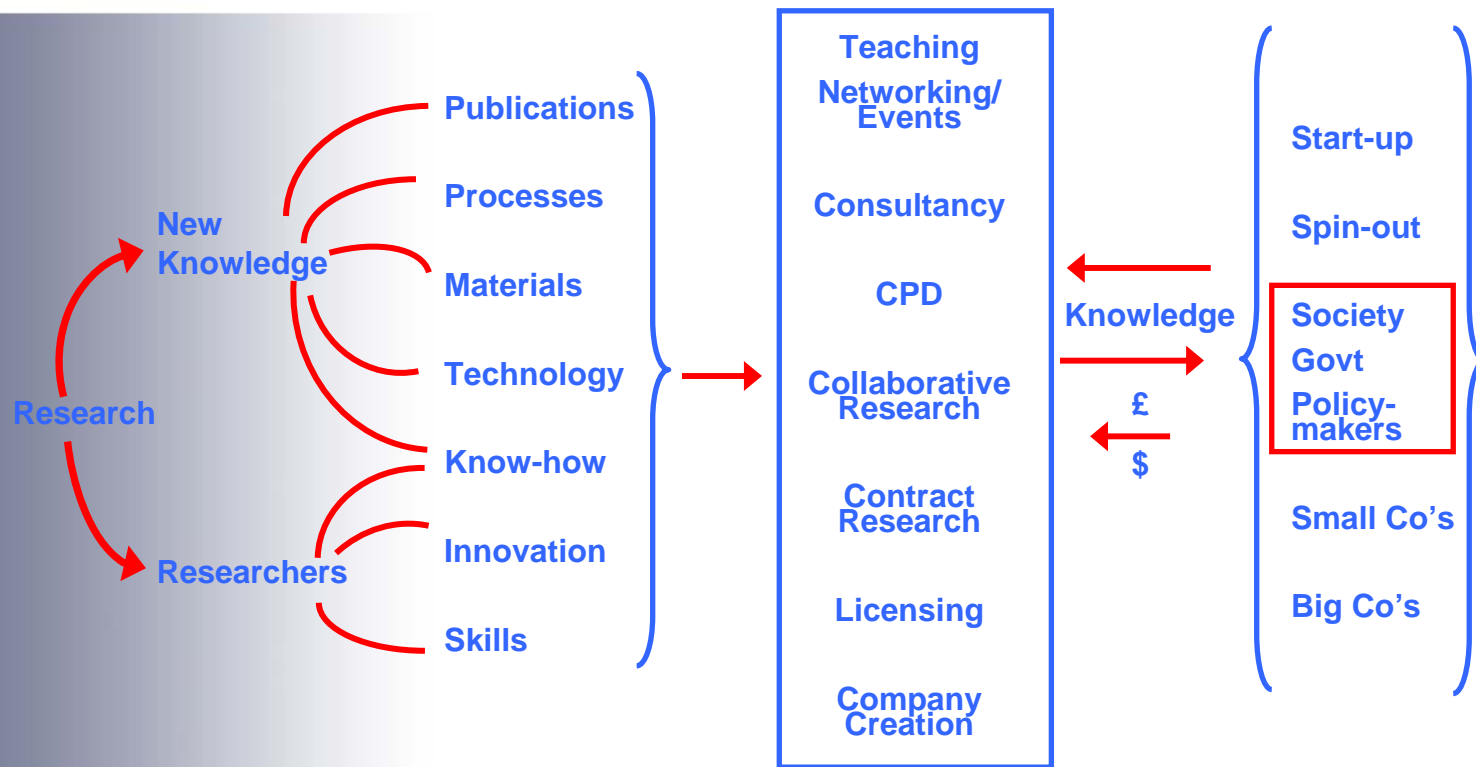 Research
New
Knowledge
Researchers
Publications
Processes
Materials
Technology
Know-how
Innovation
Skills
Teaching
Networking/
Events
Consultancy
CPD
Collaborative
Research
Contract
Research
Licensing
Company
Creation
Knowledge
£
$
Start-up
Spin-out
Society
Govt
Policy-
makers
Small Co’s
Big Co’s